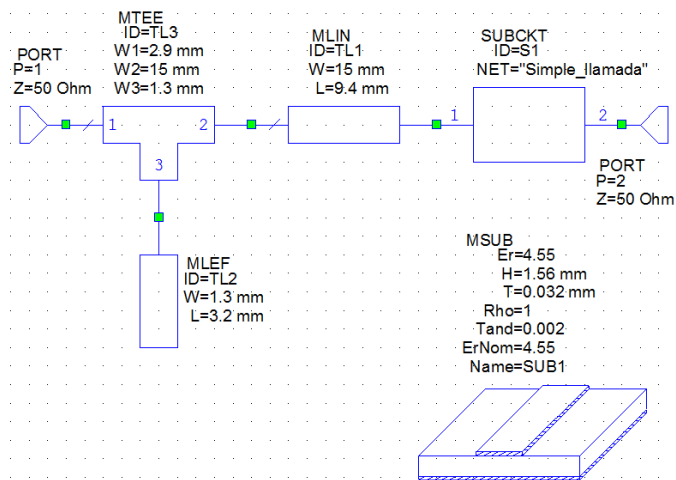 MTEE
ID=TL3
W1=2.9 mm
W2=15 mm
W3=1.3 mm
PORT
P=1
Z=50 Ohm
MLIN
ID=TL1
W=15 mm
L=9.4 mm
SUBCKT
ID=S1
NET="Simple_llamada"
1
2
3
1
2
PORT
P=2
Z=50 Ohm
MLEF
ID=TL2
W=1.3 mm
L=3.2 mm
MSUB
Er=4.55
H=1.56 mm
T=0.032 mm
Rho=1
Tand=0.002
ErNom=4.55
Name=SUB1